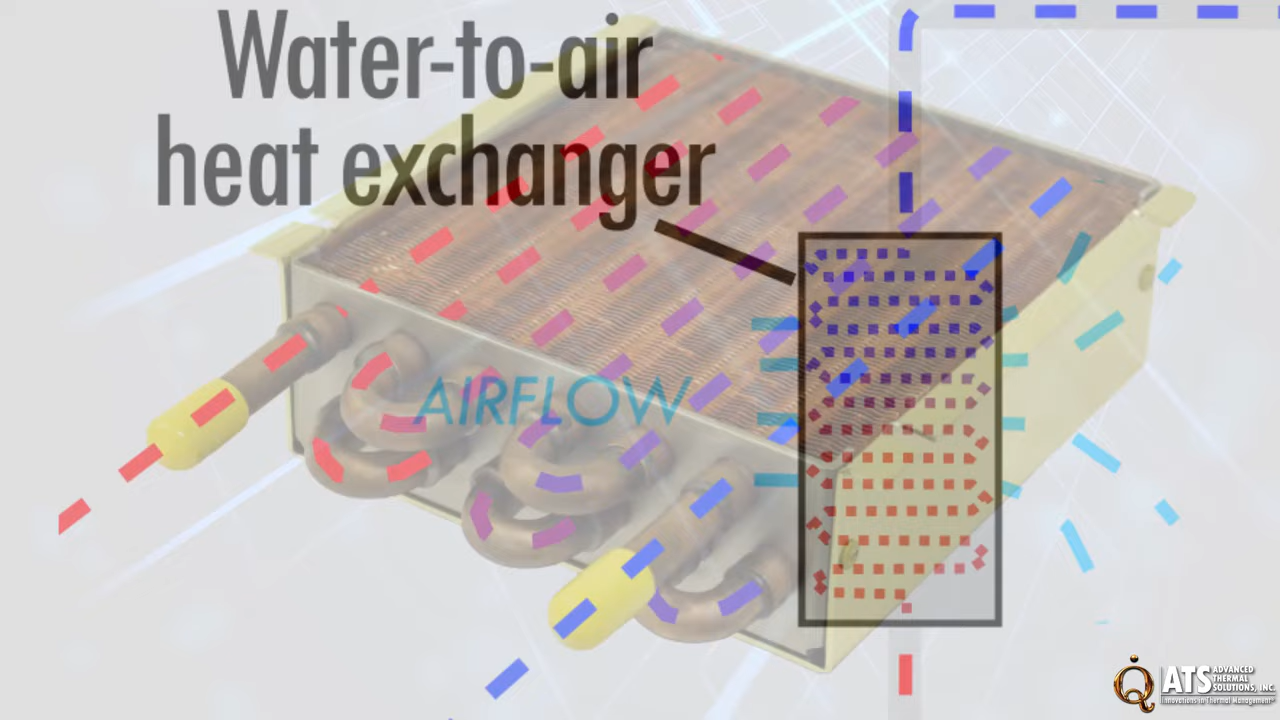 Water-to-air
heat exchanger
AIRFLOW
ATS
ADVANCED
THERMAL
SOLUTIONS, INC.
Innovations in Thermal Management®